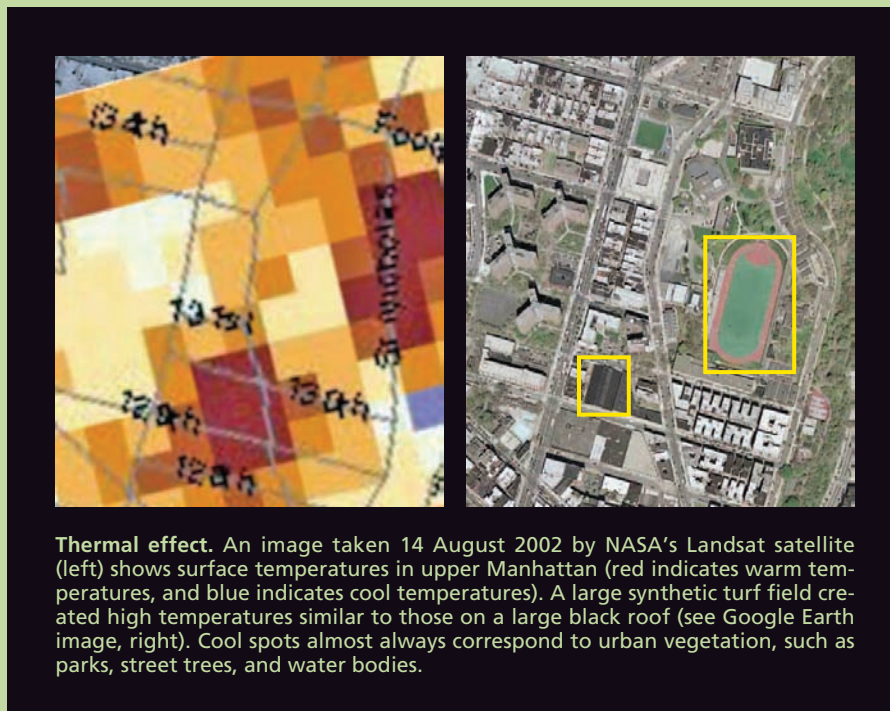 134th
St Nicholas
131st
130th
129th
128th
Thermal effect. An image taken 14 August 2002 by NASA’s Landsat satellite
(left) shows surface temperatures in upper Manhattan (red indicates warm tem-
peratures, and blue indicates cool temperatures). A large synthetic turf field cre-
ated high temperatures similar to those on a large black roof (see Google Earth
image, right). Cool spots almost always correspond to urban vegetation, such as
parks, street trees, and water bodies.